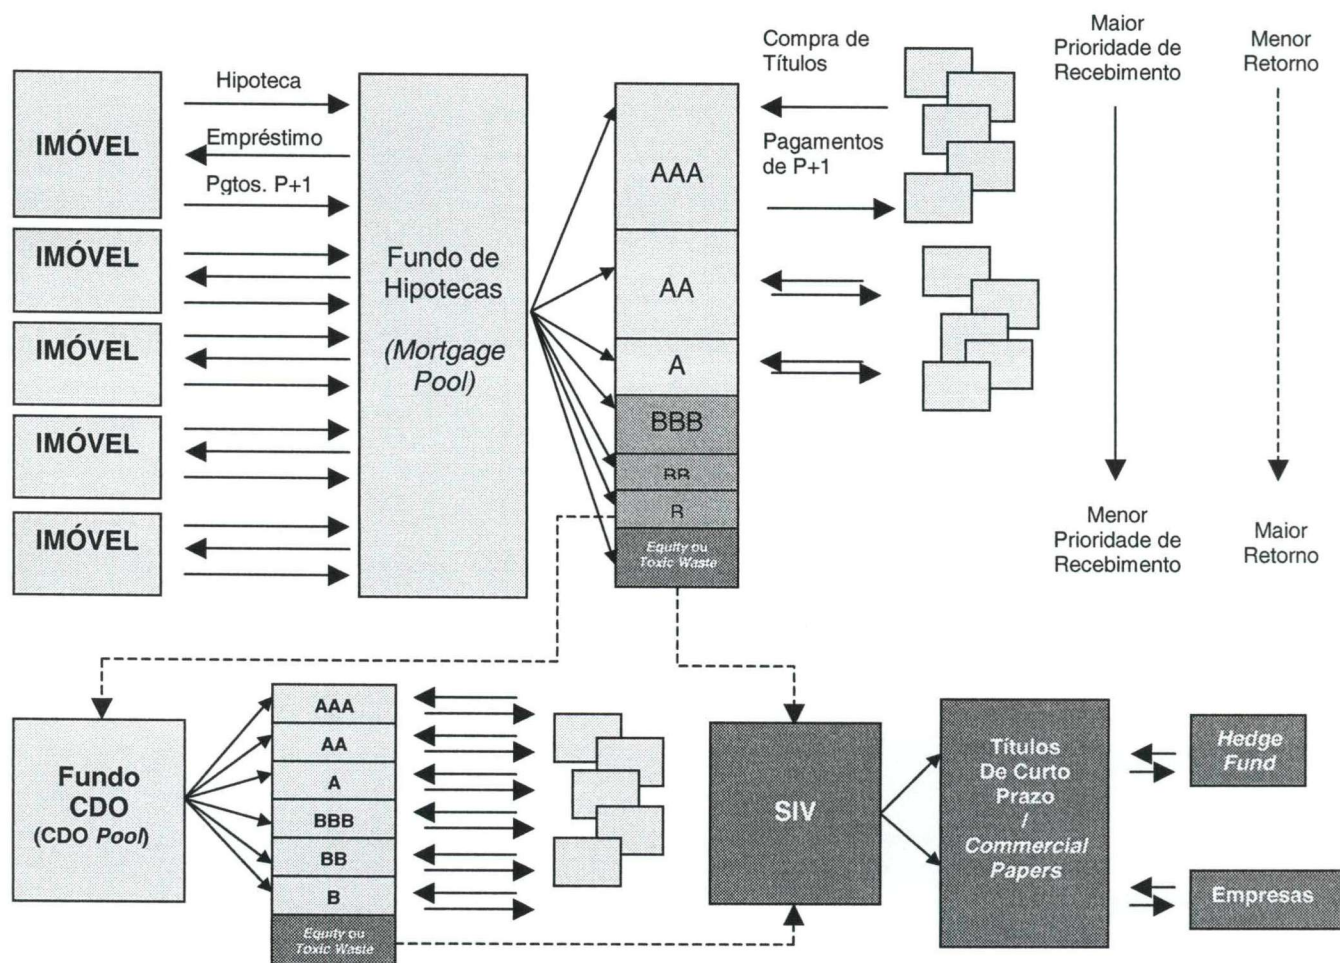 IMÓVEL
Hipoteca
Empréstimo
Pgtos. P+1
IMÓVEL
IMÓVEL
IMÓVEL
IMÓVEL
Fundo de
Hipotecas
(Mortgage
Pool)
AAA
AA
A
BBB
BB
B
Equity ou
Toxic Waste
Compra de
Títulos
Pagamentos
de P+1
Maior
Prioridade de
Recebimento
Menor
Retorno
Menor
Prioridade de
Recebimento
Maior
Retorno
Fundo
CDO
(CDO Pool)
AAA
AA
A
BBB
BB
B
Equity ou
Toxic Waste
SIV
Títulos
De Curto
Prazo
/
Commercial
Papers
Hedge
Fund
Empresas